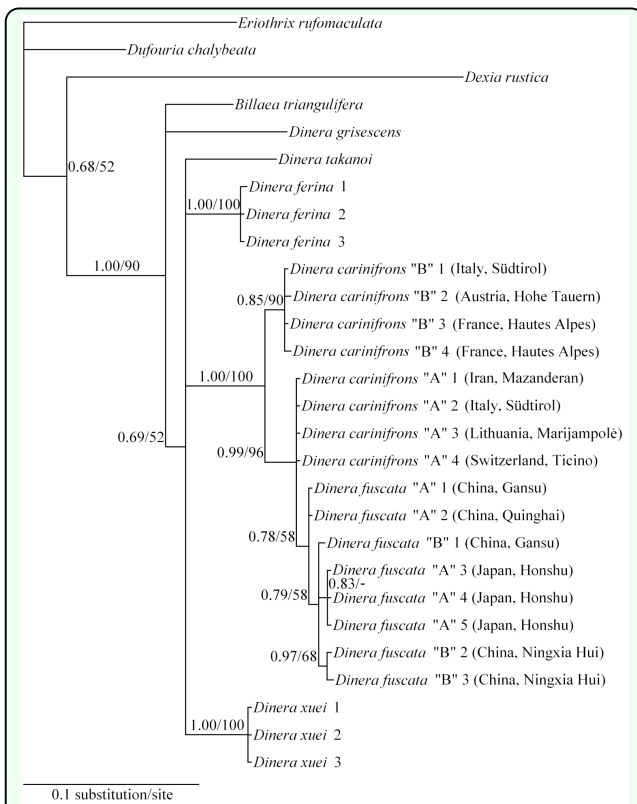 Eriothrix rufomaculata
Dufouria chalybeata
Dexia rustica
Billaea triangulifera
Dinera grisescens
Dinera takanoi
0.68/52
Dinera ferina 1
1.00/100
Dinera ferina 2
Dinera ferina 3
1.00/90
Dinera carinifrons "B" 1 (Italy, Südtirol)
0.85/90
Dinera carinifrons "B" 2 (Austria, Hohe Tauern)
Dinera carinifrons "B" 3 (France, Hautes Alpes)
Dinera carinifrons "B" 4 (France, Hautes Alpes)
1.00/100
Dinera carinifrons "A" 1 (Iran, Mazanderan)
Dinera carinifrons "A" 2 (Italy, Südtirol)
Dinera carinifrons "A" 3 (Lithuania, Marijampolė)
0.69/52
0.99/96
Dinera carinifrons "A" 4 (Switzerland, Ticino)
Dinera fuscata "A" 1 (China, Gansu)
Dinera fuscata "A" 2 (China, Quinghai)
0.78/58
Dinera fuscata "B" 1 (China, Gansu)
Dinera fuscata "A" 3 (Japan, Honshu)
0.83/-
0.79/58
Dinera fuscata "A" 4 (Japan, Honshu)
Dinera fuscata "A" 5 (Japan, Honshu)
0.97/68
Dinera fuscata "B" 2 (China, Ningxia Hui)
Dinera fuscata "B" 3 (China, Ningxia Hui)
Dinera xuei 1
1.00/100
Dinera xuei 2
Dinera xuei 3
0.1 substitution/site